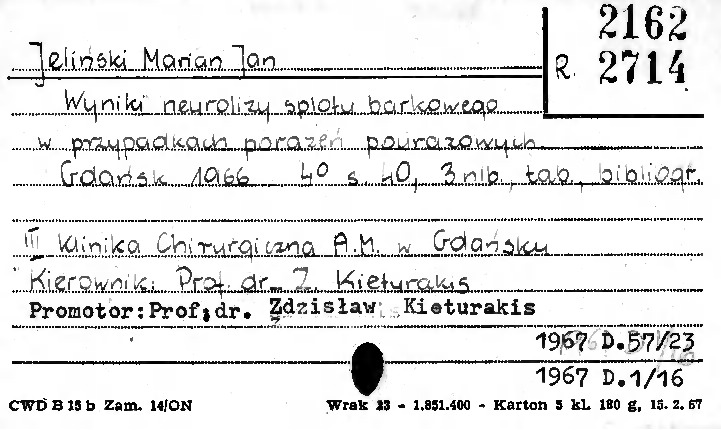 2162
R. 2714
Jeliński Marian Jan
Wyniki neurolizy splotu barkowego
w przypadkach porażeń pourazowych
Gdańsk 1966 4° s 40, 3 nlb, tab., bibliogr.
III Klinika Chirurgiczna A.M. w Gdańsku
Kierownik: Prof. dr. Z. Kieturakis
Promotor: Prof. dr. Zdzisław Kieturakis
1967 D.57/23
1967 D.1/16
CWD B 15 b Zam. 14/ON Wrak 23 - 1.851.400 - Karton 5 kl. 180 g, 15. 2. 67